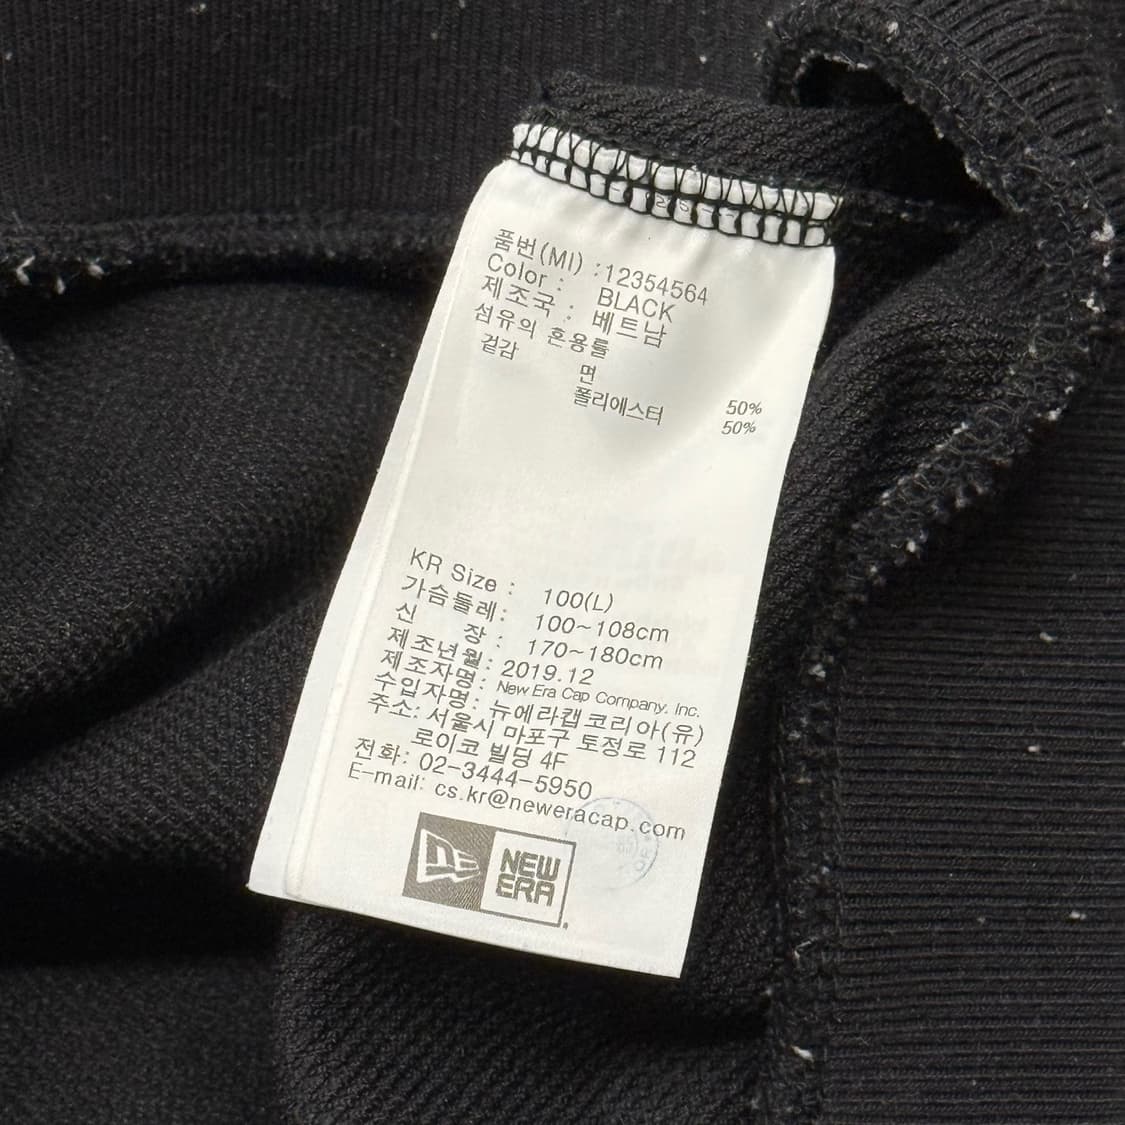 품번(MI) : 12354564
Color : BLACK
제조국 : 베트남
섬유의 혼용률
겉감
면 50%
폴리에스터 50%
KR Size : 100(L)
가슴둘레: 100~108cm
신 장 : 170~180cm
제조년월: 2019.12
제조자명: New Era Cap Company. Inc.
수입자명: 뉴에라캡코리아(유)
주소: 서울시 마포구 토정로 112
로이코 빌딩 4F
전화: 02-3444-5950
E-mail: cs.kr@neweracap.com
NE
NEW
ERA